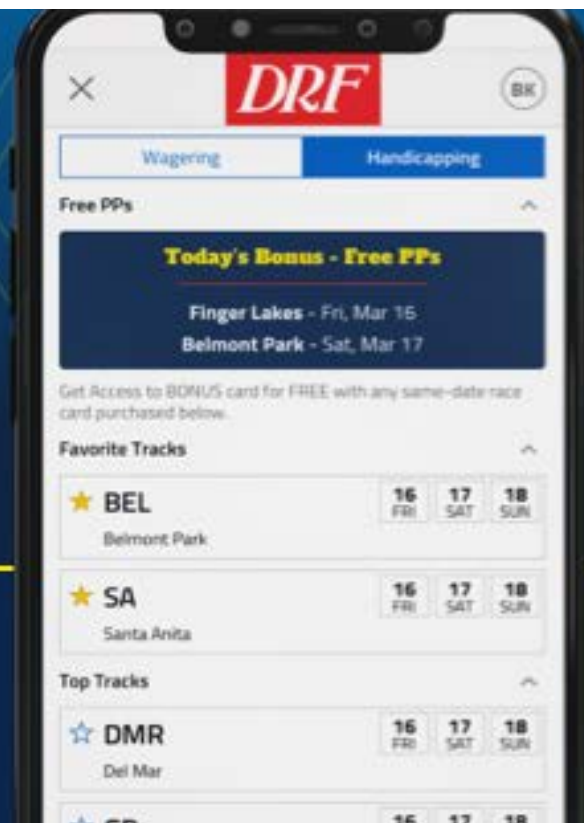 DRF
BK
Wagering
Handicapping
Free PPs
Today's Bonus - Free PPs
Finger Lakes - Fri, Mar 16
Belmont Park - Sat, Mar 17
Get Access to BONUS card for FREE with any same-date race
card purchased below.
Favorite Tracks
BEL
16 17 18
FRI SAT SUN
Belmont Park
SA
16 17 18
FRI SAT SUN
Santa Anita
Top Tracks
DMR
16 17 18
FRI SAT SUN
Del Mar
16 17 18